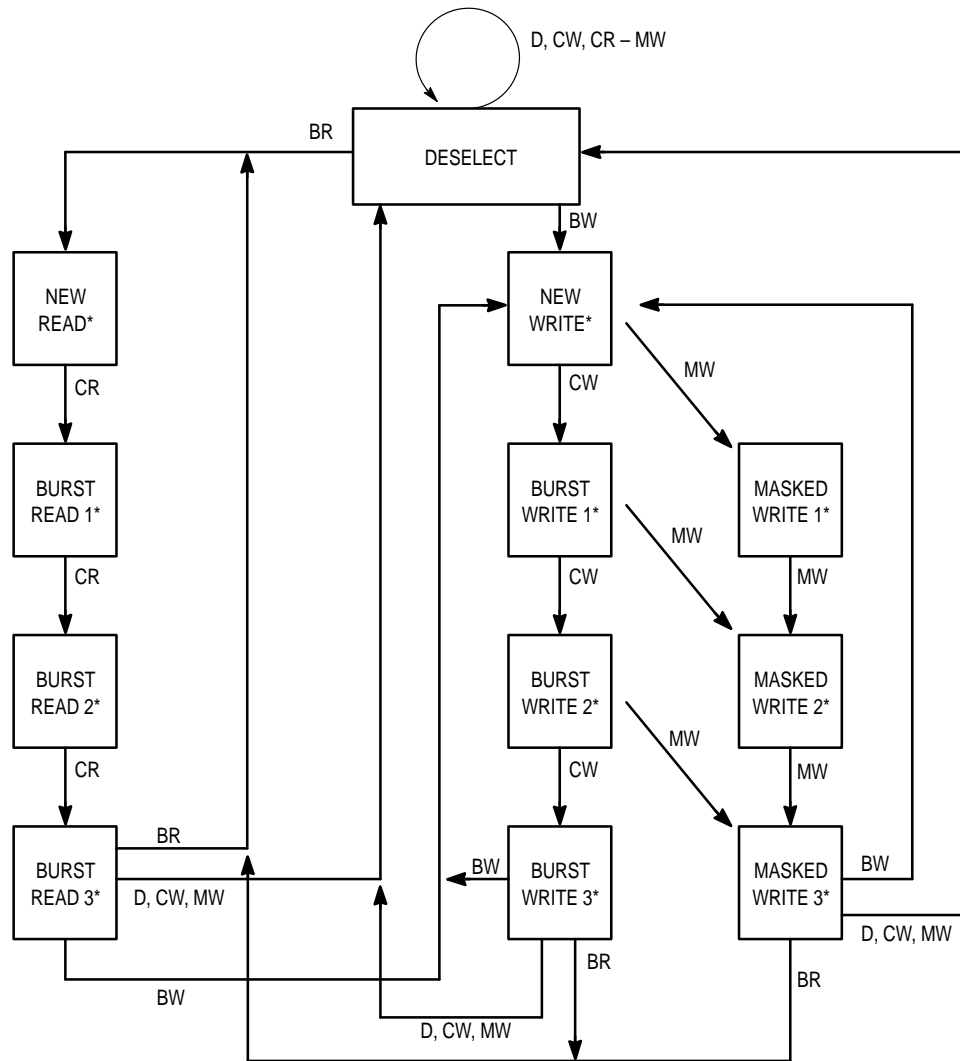 D, CW, CR – MW
BR
DESELECT
BW
NEW
READ*
NEW
WRITE*
CR
CW
MW
BURST
READ 1*
BURST
WRITE 1*
MASKED
WRITE 1*
CR
CW
MW
MW
BURST
READ 2*
BURST
WRITE 2*
MASKED
WRITE 2*
CR
CW
MW
MW
BURST
READ 3*
BR
D, CW, MW
BW
BW
BURST
WRITE 3*
BR
D, CW, MW
MASKED
WRITE 3*
BW
D, CW, MW
BR